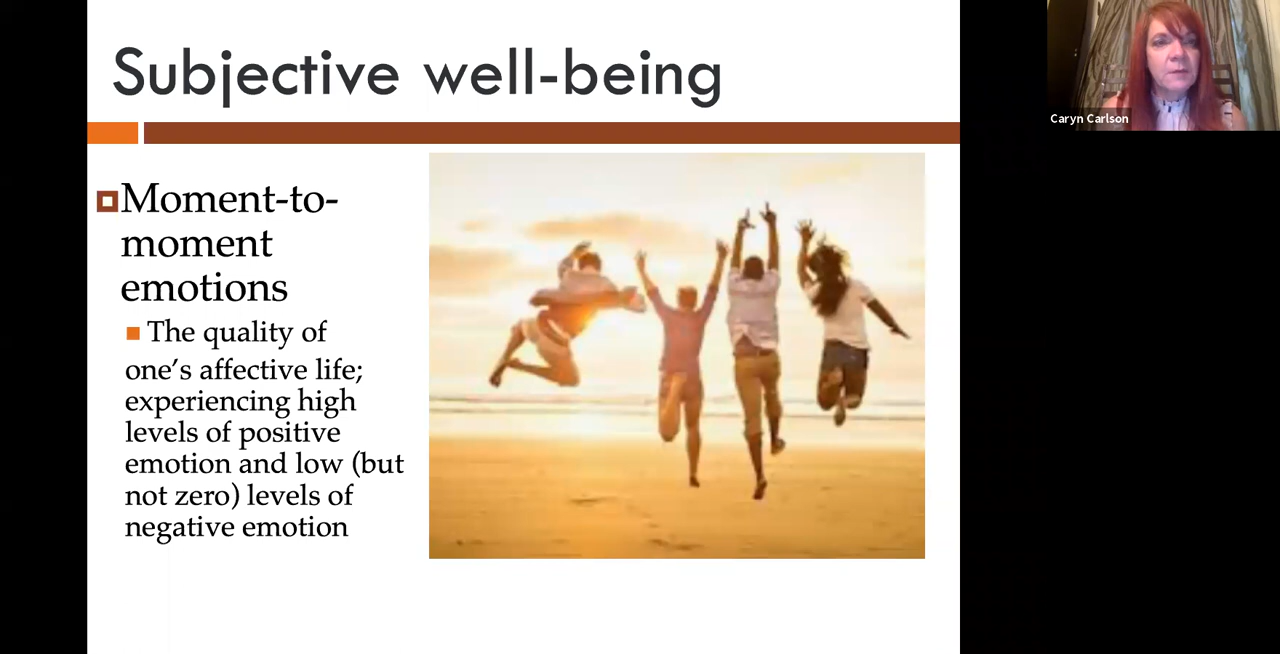 Subjective well-being
Moment-to-
moment
emotions
The quality of
one’s affective life;
experiencing high
levels of positive
emotion and low (but
not zero) levels of
negative emotion
Caryn Carlson